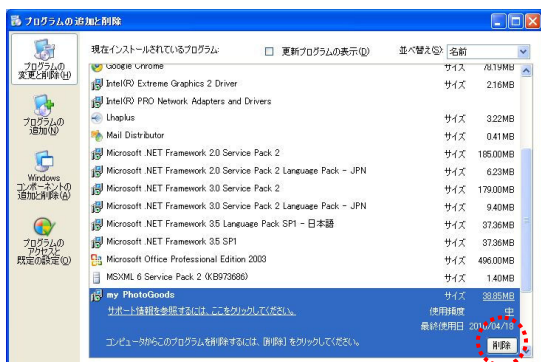 プログラムの追加と削除
プログラムの
変更と削除(H)
プログラムの
追加(N)
Windows
コンポーネントの
追加と削除(A)
プログラムの
アクセスと
既定の設定(O)
現在インストールされているプログラム:
更新プログラムの表示(D)
並べ替え(S): 名前
Google Chrome サイズ 78.19MB
Intel(R) Extreme Graphics 2 Driver サイズ 2.16MB
Intel(R) PRO Network Adapters and Drivers
Lhaplus サイズ 3.22MB
Mail Distributor サイズ 0.41MB
Microsoft .NET Framework 2.0 Service Pack 2 サイズ 185.00MB
Microsoft .NET Framework 2.0 Service Pack 2 Language Pack - JPN サイズ 6.23MB
Microsoft .NET Framework 3.0 Service Pack 2 サイズ 179.00MB
Microsoft .NET Framework 3.0 Service Pack 2 Language Pack - JPN サイズ 9.40MB
Microsoft .NET Framework 3.5 Language Pack SP1 - 日本語 サイズ 37.36MB
Microsoft .NET Framework 3.5 SP1 サイズ 37.36MB
Microsoft Office Professional Edition 2003 サイズ 496.00MB
MSXML 6 Service Pack 2 (KB973686) サイズ 1.40MB
my PhotoGoods サイズ 38.85MB
サポート情報を参照するには、ここをクリックしてください。 使用頻度 中
最終使用日 2010/04/18
コンピュータからこのプログラムを削除するには、[削除] をクリックしてください。 削除